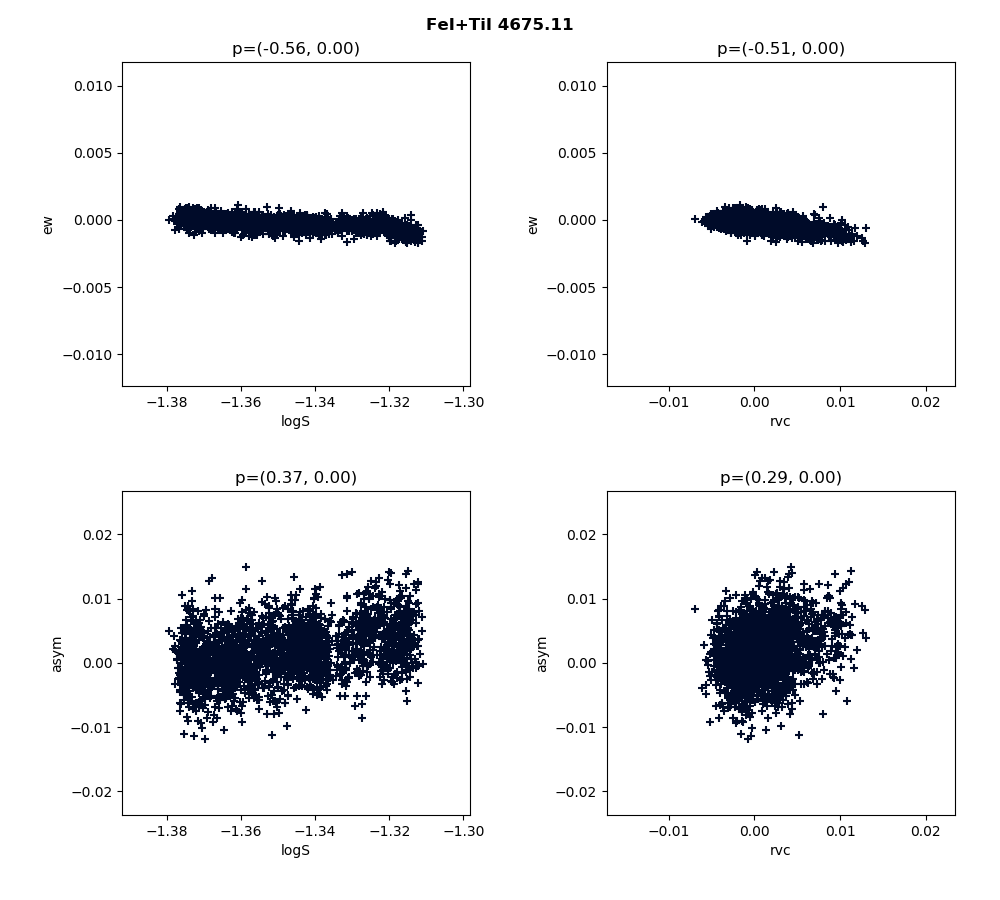 FeI+TiI 4675.11
p=(-0.56, 0.00)
0.010
0.005
0.000
−0.005
−0.010
ew
−1.38 −1.36 −1.34 −1.32 −1.30
logS
p=(-0.51, 0.00)
0.010
0.005
0.000
−0.005
−0.010
ew
−0.01 0.00 0.01 0.02
rvc
p=(0.37, 0.00)
0.02
0.01
0.00
−0.01
−0.02
asym
−1.38 −1.36 −1.34 −1.32 −1.30
logS
p=(0.29, 0.00)
0.02
0.01
0.00
−0.01
−0.02
asym
−0.01 0.00 0.01 0.02
rvc